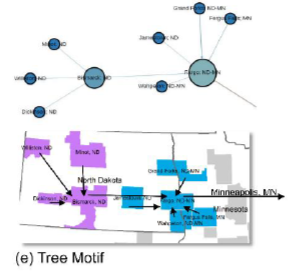 Grand Forks, ND-MN
Fergus Falls, MN
Jamestown, ND
Minot, ND
Williston, ND
Bismarck, ND
Fargo, ND-MN
Wahpeton, ND-MN
Dickinson, ND
Williston, ND
Minot, ND
Grand Forks, ND-MN
North Dakota
Minneapolis, MN
Dickinson, ND
Bismarck, ND
Jamestown, ND
Fargo, ND-MN
Minnesota
Fergus Falls, MN
Wahpeton, ND-MN
(e) Tree Motif